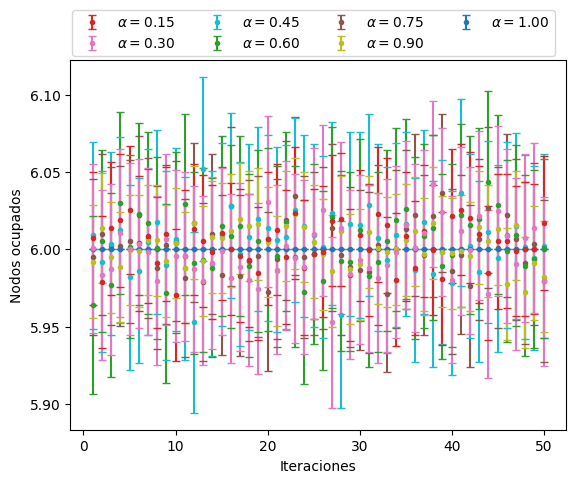 α = 0.15 α = 0.45 α = 0.75 α = 1.00
α = 0.30 α = 0.60 α = 0.90
6.10
6.05
6.00
5.95
5.90
Nodos ocupados
0 10 20 30 40 50
Iteraciones